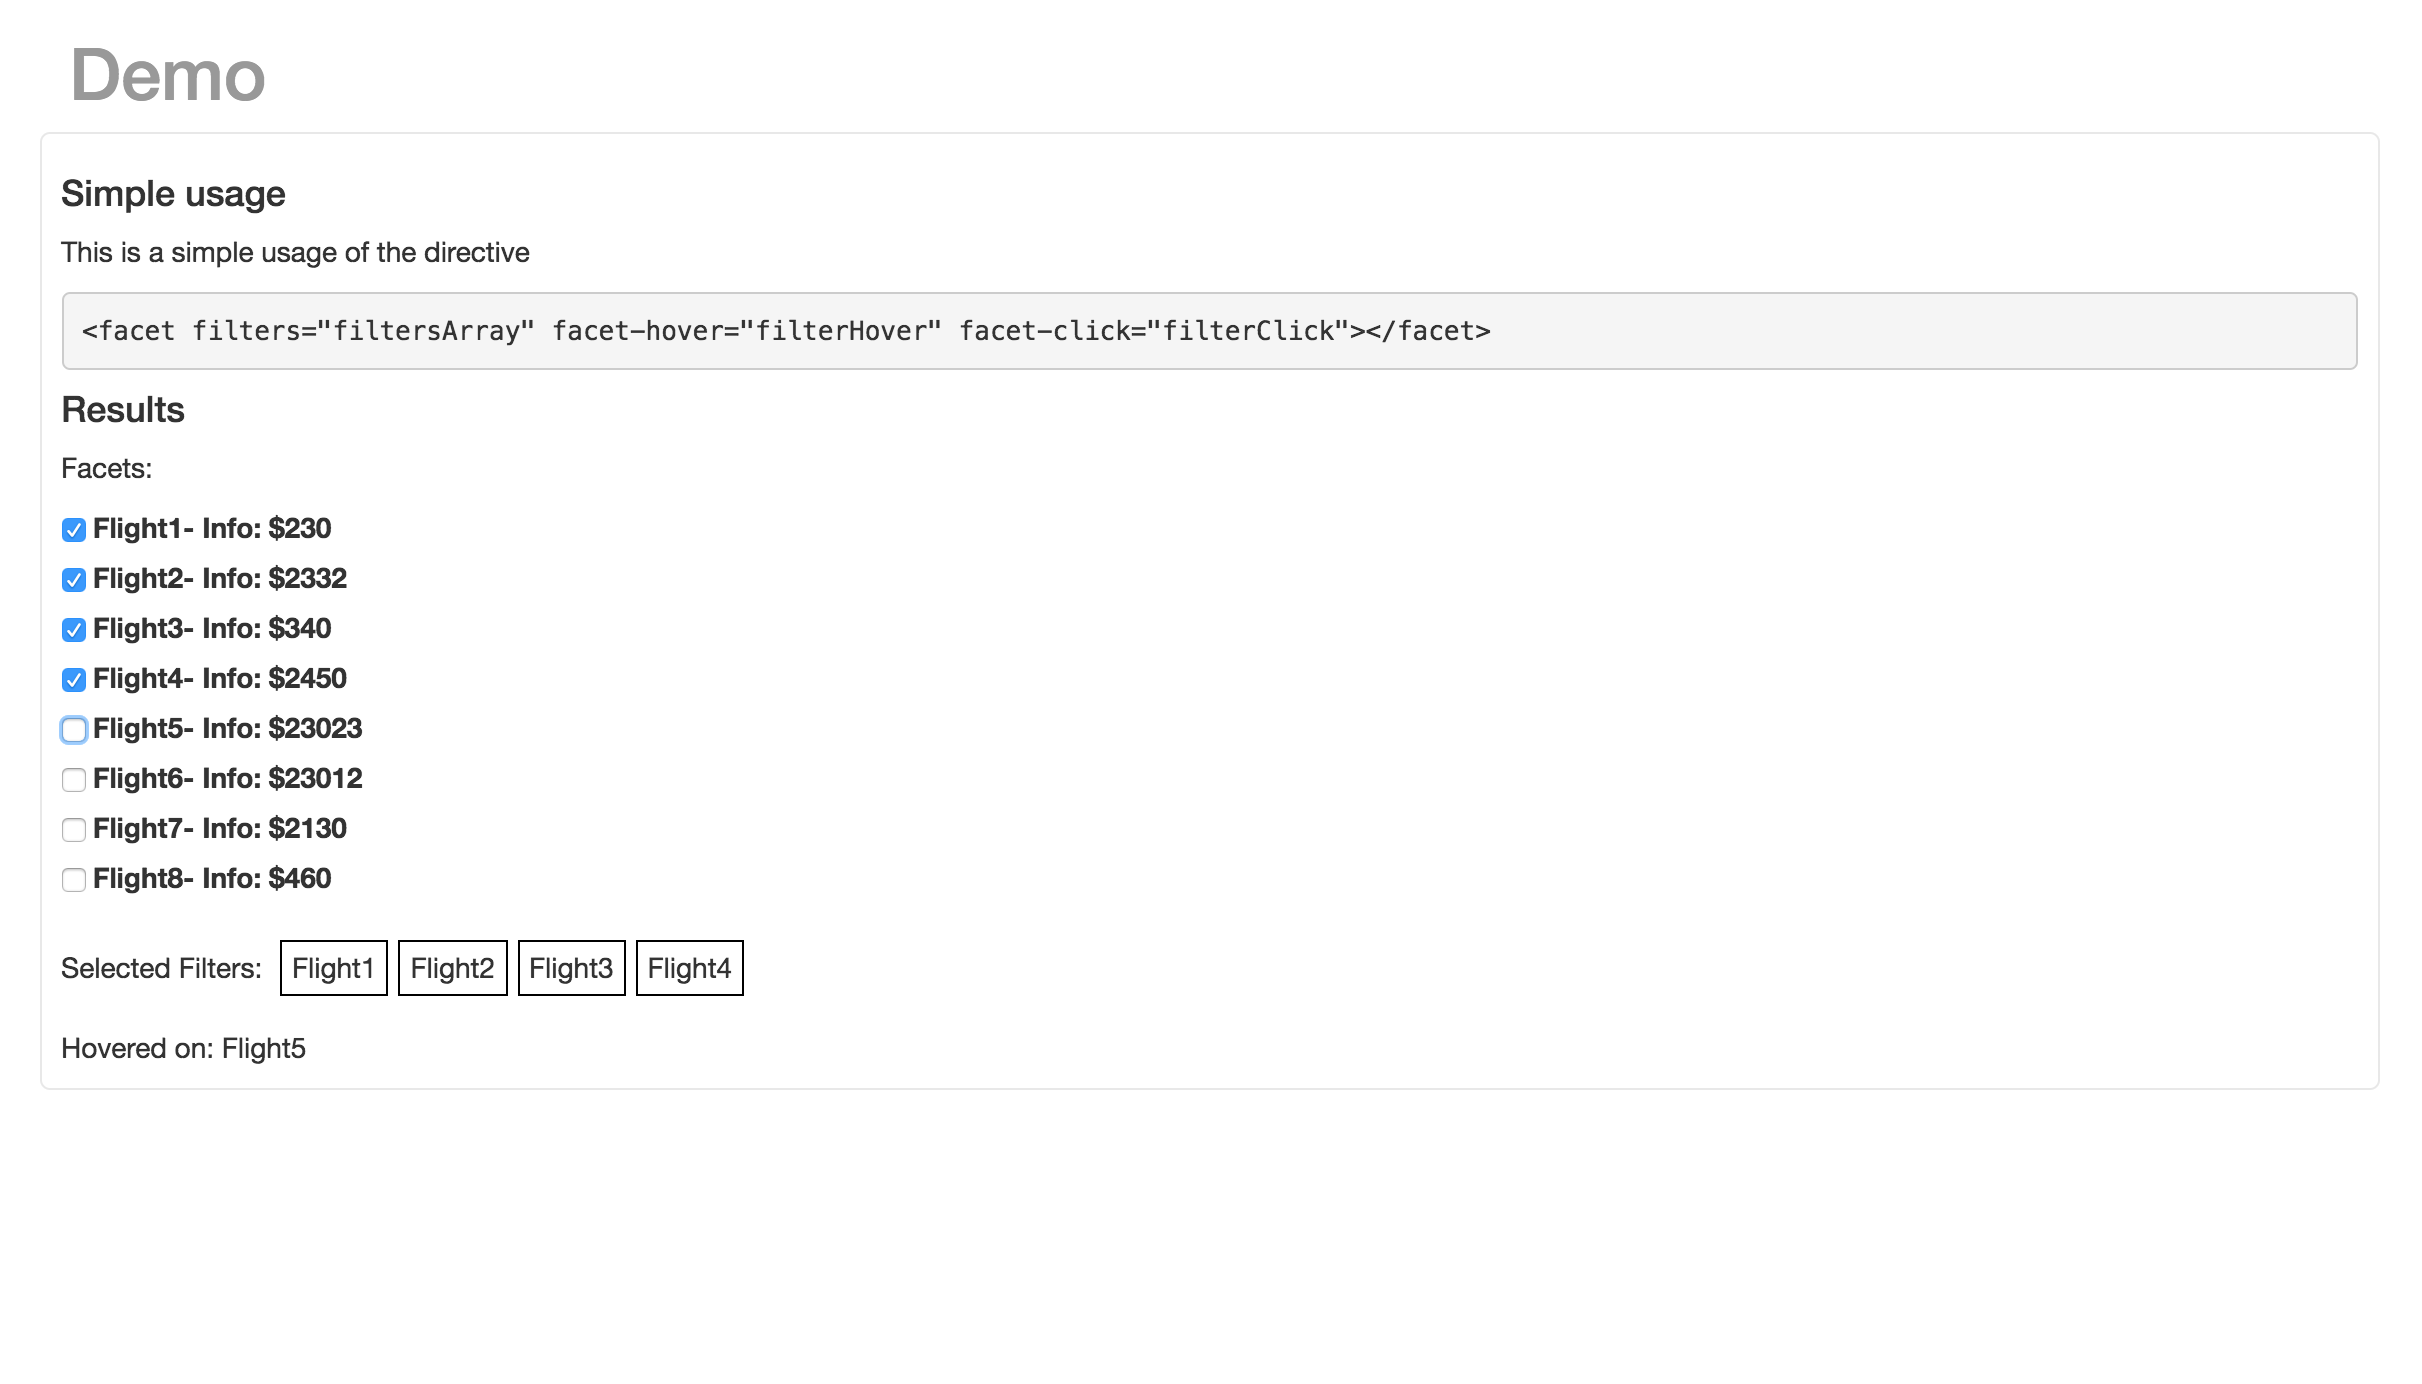 Demo
Simple usage
This is a simple usage of the directive
<facet filters="filtersArray" facet-hover="filterHover" facet-click="filterClick"></facet>
Results
Facets:
Flight1- Info: $230
Flight2- Info: $2332
Flight3- Info: $340
Flight4- Info: $2450
Flight5- Info: $23023
Flight6- Info: $23012
Flight7- Info: $2130
Flight8- Info: $460
Selected Filters: Flight1 Flight2 Flight3 Flight4
Hovered on: Flight5